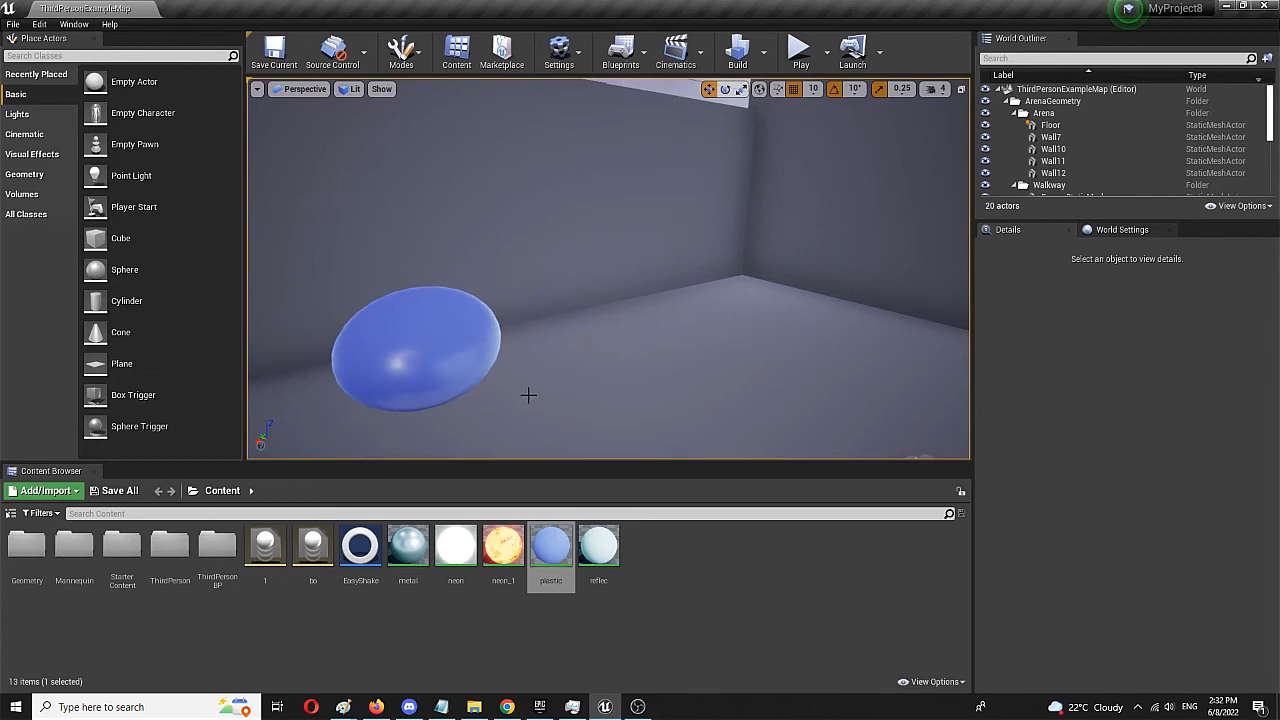 ThirdPersonExampleMap
MyProject8
File Edit Window Help
Place Actors
Search Classes
Recently Placed
Basic
Lights
Cinematic
Visual Effects
Geometry
Volumes
All Classes
Empty Actor
Empty Character
Empty Pawn
Point Light
Player Start
Cube
Sphere
Cylinder
Cone
Plane
Box Trigger
Sphere Trigger
Save Current Source Control Modes Content Marketplace Settings Blueprints Cinematics Build Play Launch
Perspective Lit Show 10 10° 0.25 4
World Outliner
Search...
Label Type
ThirdPersonExampleMap (Editor) World
ArenaGeometry Folder
Arena Folder
Floor StaticMeshActor
Wall7 StaticMeshActor
Wall10 StaticMeshActor
Wall11 StaticMeshActor
Wall12 StaticMeshActor
Walkway Folder
20 actors View Options
Details World Settings
Select an object to view details.
Content Browser
Add/Import Save All Content
Filters Search Content
Geometry Mannequin Starter Content ThirdPerson ThirdPerson BP 1 bo EasyShake metal neon neon_1 plastic reflec
13 items (1 selected) View Options
Type here to search
22°C Cloudy ENG 2:32 PM
6/8/2022